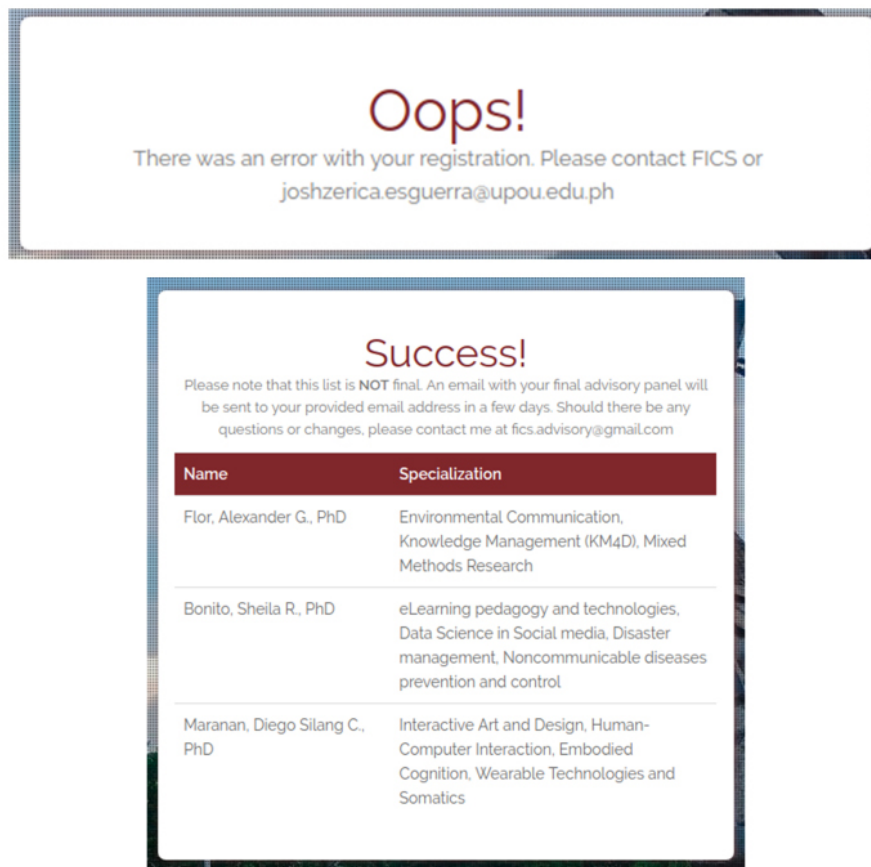 Oops!
There was an error with your registration. Please contact FICS or
joshzerica.esguerra@upou.edu.ph
Success!
Please note that this list is NOT final. An email with your final advisory panel will
be sent to your provided email address in a few days. Should there be any
questions or changes, please contact me at fics.advisory@gmail.com
Name Specialization
Flor, Alexander G., PhD Environmental Communication,
Knowledge Management (KM4D), Mixed
Methods Research
Bonito, Sheila R., PhD eLearning pedagogy and technologies,
Data Science in Social media, Disaster
management, Noncommunicable diseases
prevention and control
Maranan, Diego Silang C., Interactive Art and Design, Human-
PhD Computer Interaction, Embodied
Cognition, Wearable Technologies and
Somatics